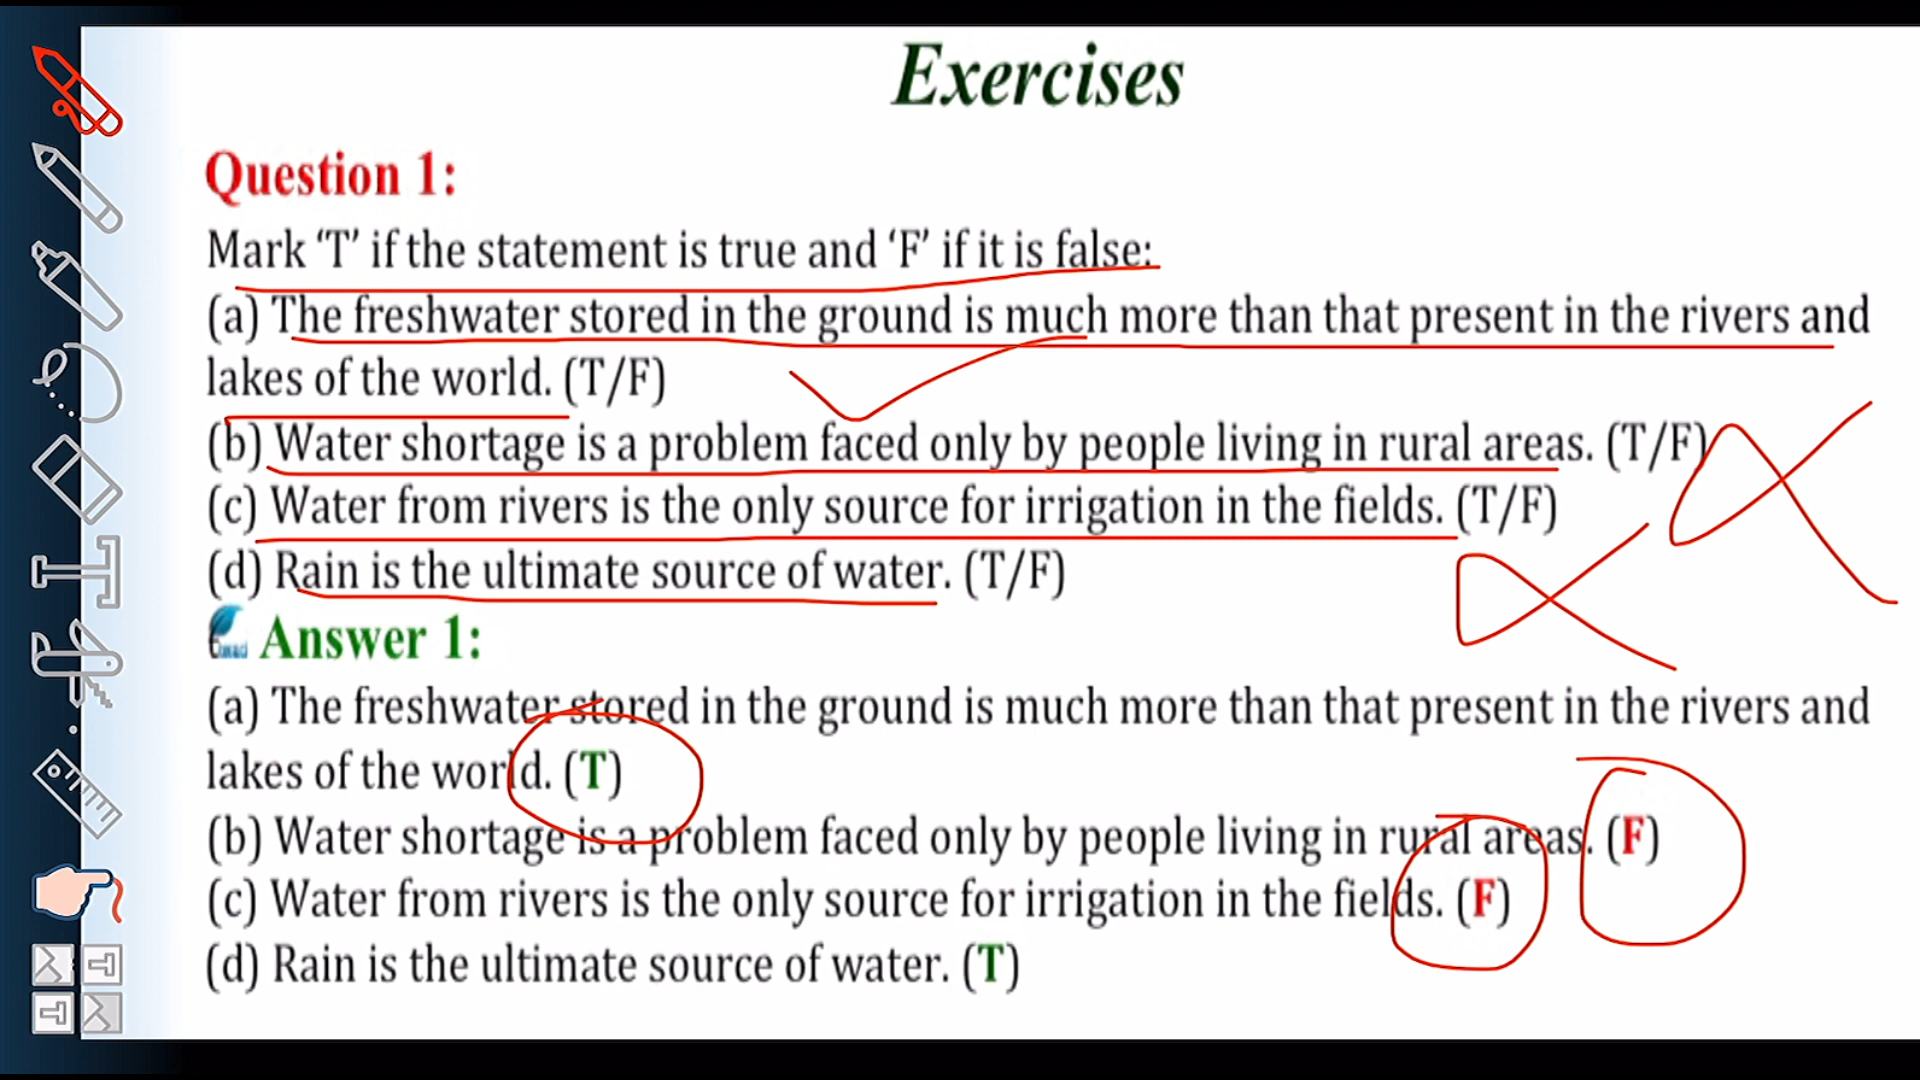 Exercises
Question 1:
Mark ‘T’ if the statement is true and ‘F’ if it is false:
(a) The freshwater stored in the ground is much more than that present in the rivers and
lakes of the world. (T/F)
(b) Water shortage is a problem faced only by people living in rural areas. (T/F)
(c) Water from rivers is the only source for irrigation in the fields. (T/F)
(d) Rain is the ultimate source of water. (T/F)
Answer 1:
(a) The freshwater stored in the ground is much more than that present in the rivers and
lakes of the world. (T)
(b) Water shortage is a problem faced only by people living in rural areas. (F)
(c) Water from rivers is the only source for irrigation in the fields. (F)
(d) Rain is the ultimate source of water. (T)